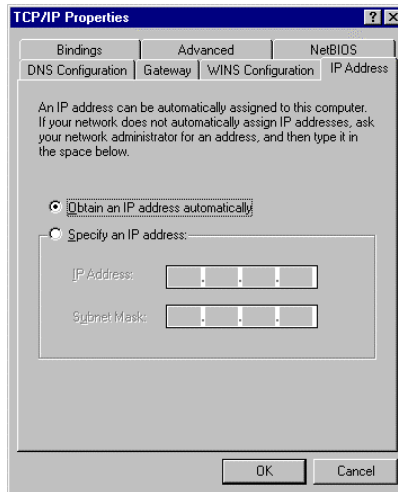 TCP/IP Properties
Bindings Advanced NetBIOS
DNS Configuration Gateway WINS Configuration IP Address
An IP address can be automatically assigned to this computer.
If your network does not automatically assign IP addresses, ask
your network administrator for an address, and then type it in
the space below.
Obtain an IP address automatically
Specify an IP address:
IP Address:
Subnet Mask:
OK Cancel